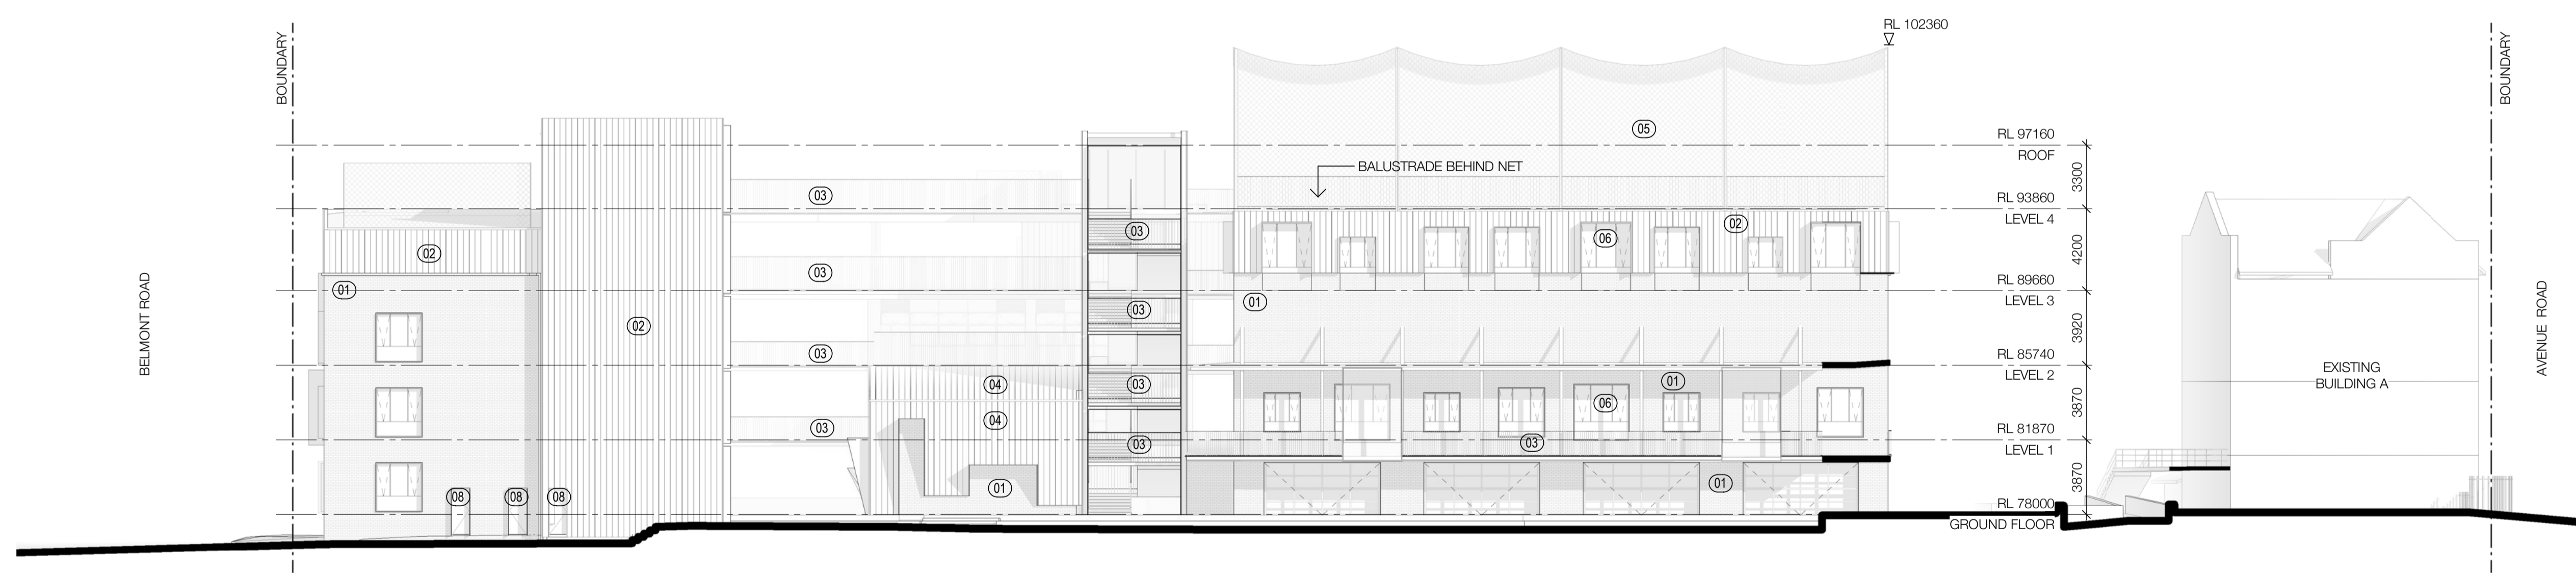 BOUNDARY
RL 102360
BOUNDARY
05
RL 97160
ROOF
BALUSTRADE BEHIND NET
3300
03
RL 93860
LEVEL 4
02
03
06
02
4200
03
RL 89660
LEVEL 3
01
01
03
02
3920
03
RL 85740
LEVEL 2
BELMONT ROAD
AVENUE ROAD
EXISTING
BUILDING A
04
03
01
06
3870
04
03
RL 81870
LEVEL 1
03
03
3870
01
01
08
08
08
RL 78000
GROUND FLOOR